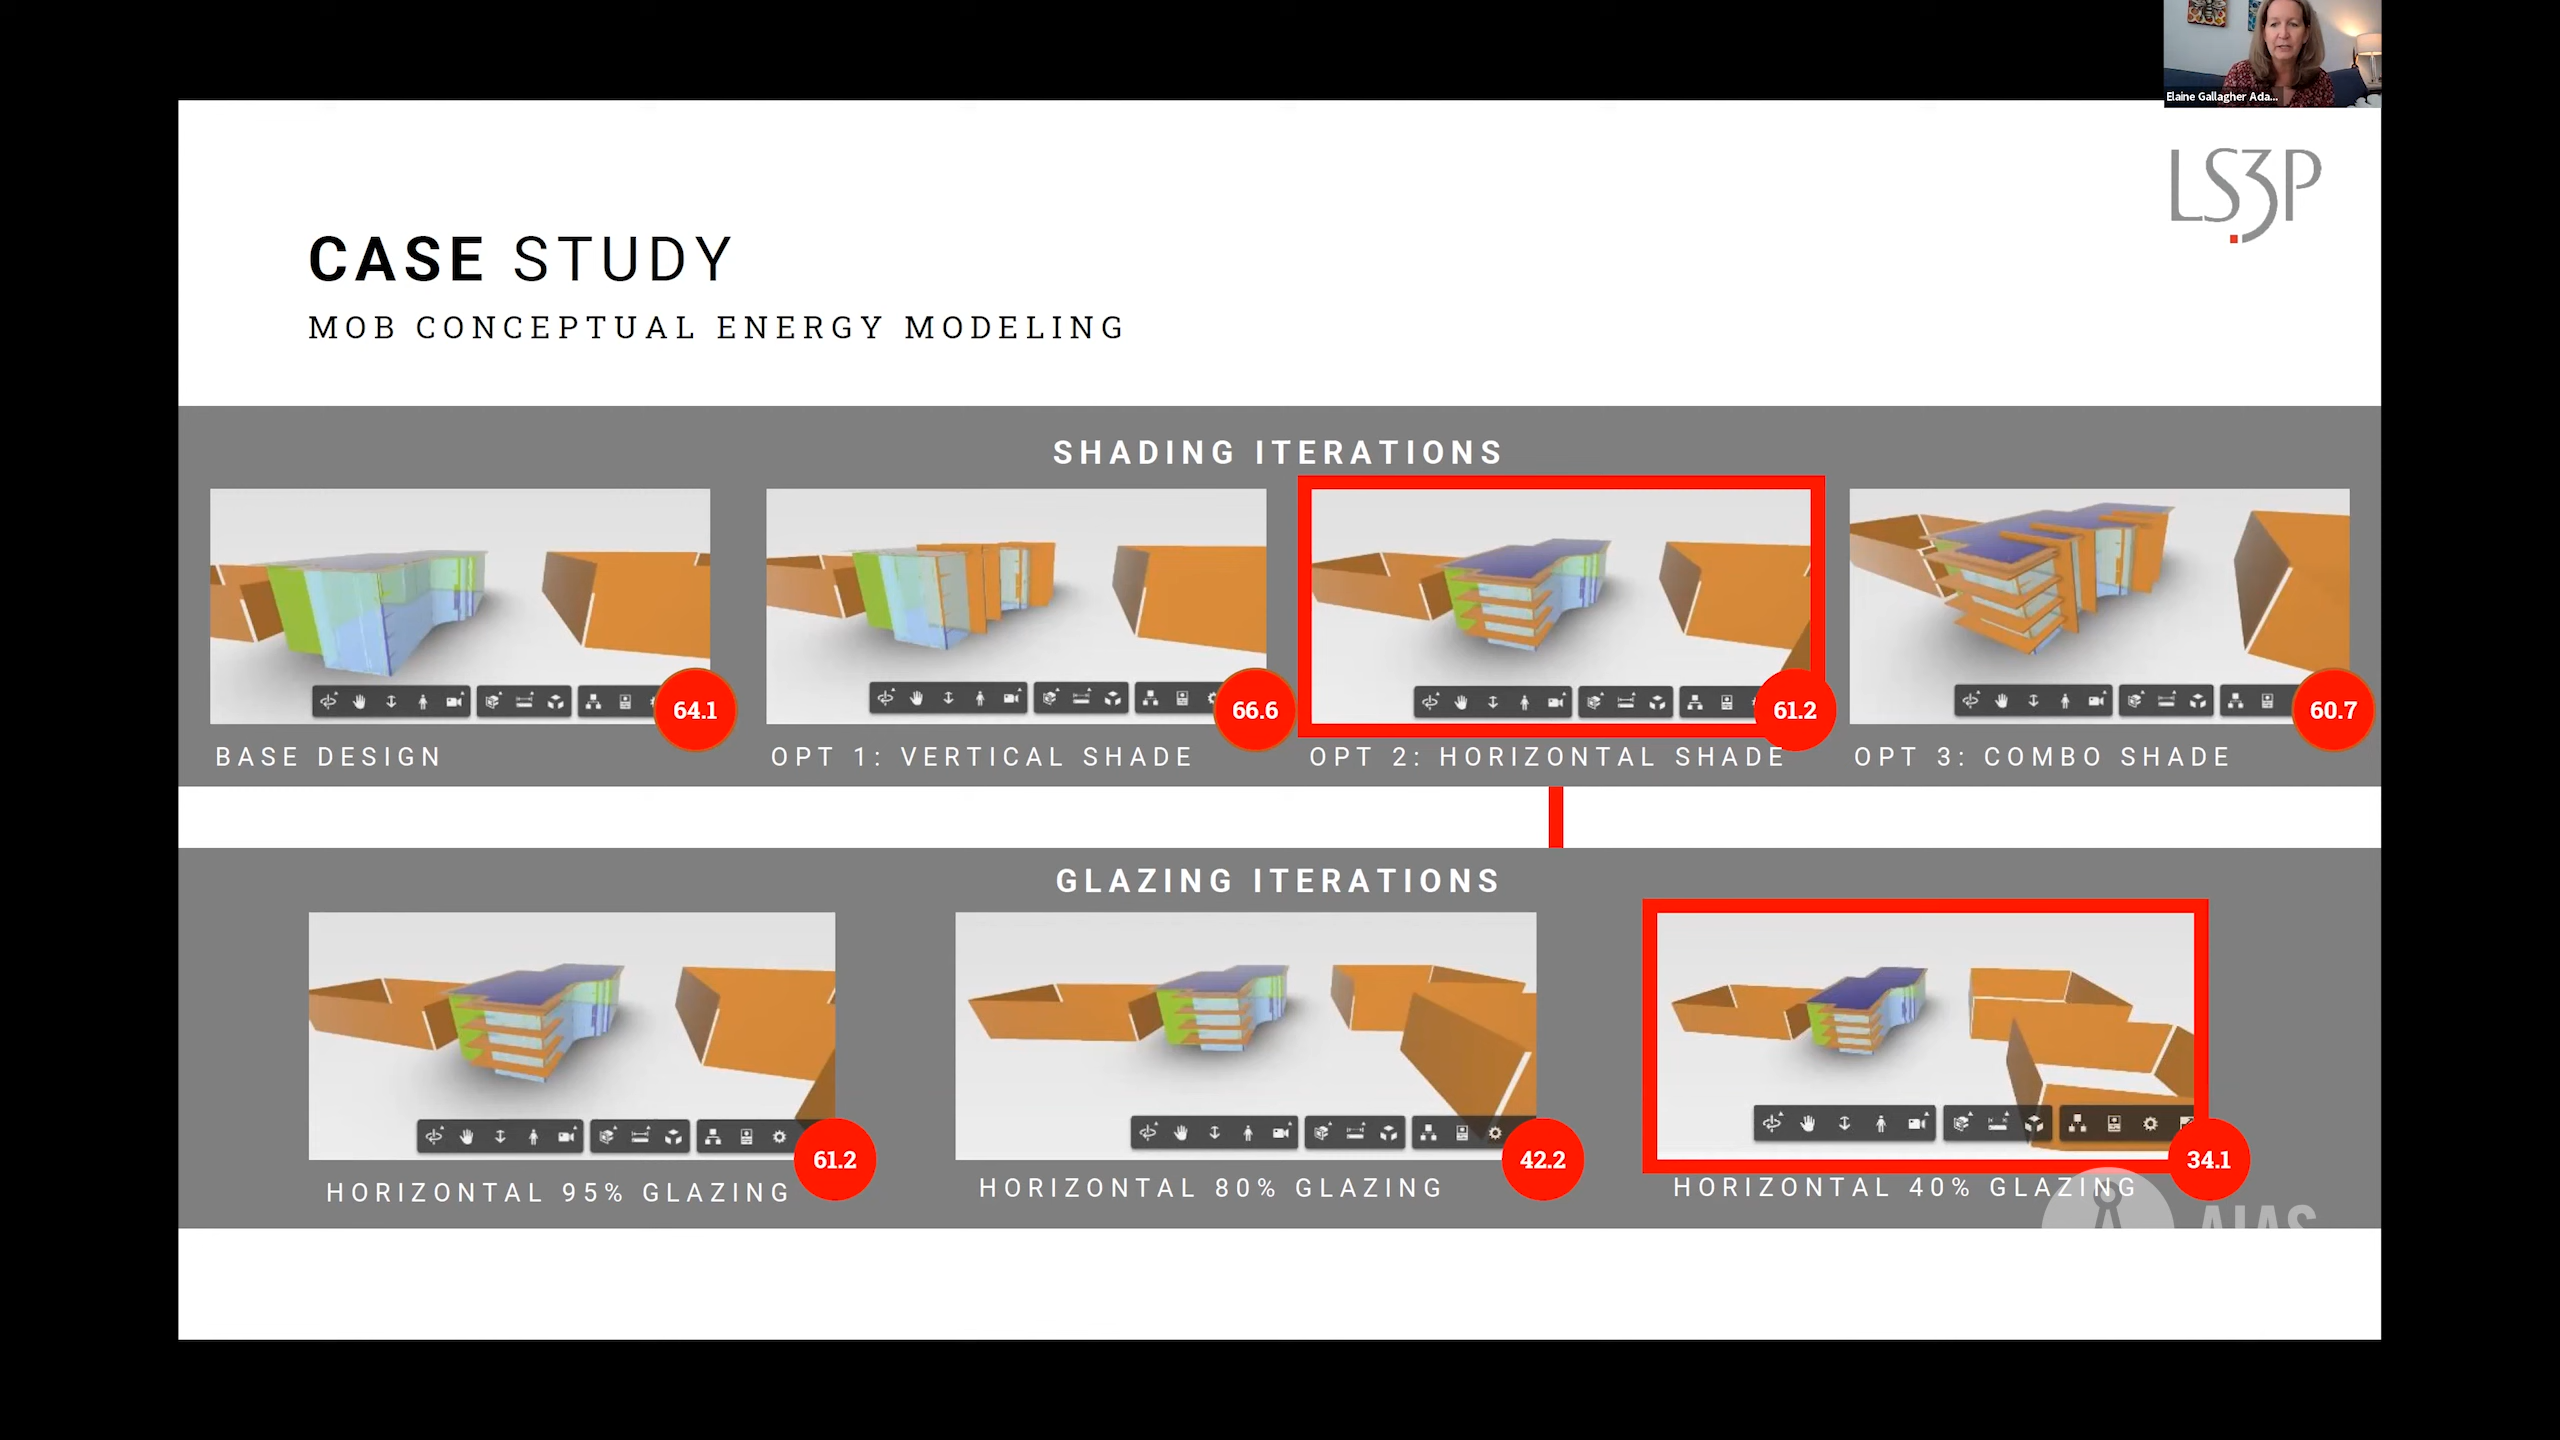 Elaine Gallagher Ada...
LS3P
CASE STUDY
MOB CONCEPTUAL ENERGY MODELING
SHADING ITERATIONS
64.1
66.6
61.2
60.7
BASE DESIGN
OPT 1: VERTICAL SHADE
OPT 2: HORIZONTAL SHADE
OPT 3: COMBO SHADE
GLAZING ITERATIONS
61.2
42.2
34.1
HORIZONTAL 95% GLAZING
HORIZONTAL 80% GLAZING
HORIZONTAL 40% GLAZING
AIAS